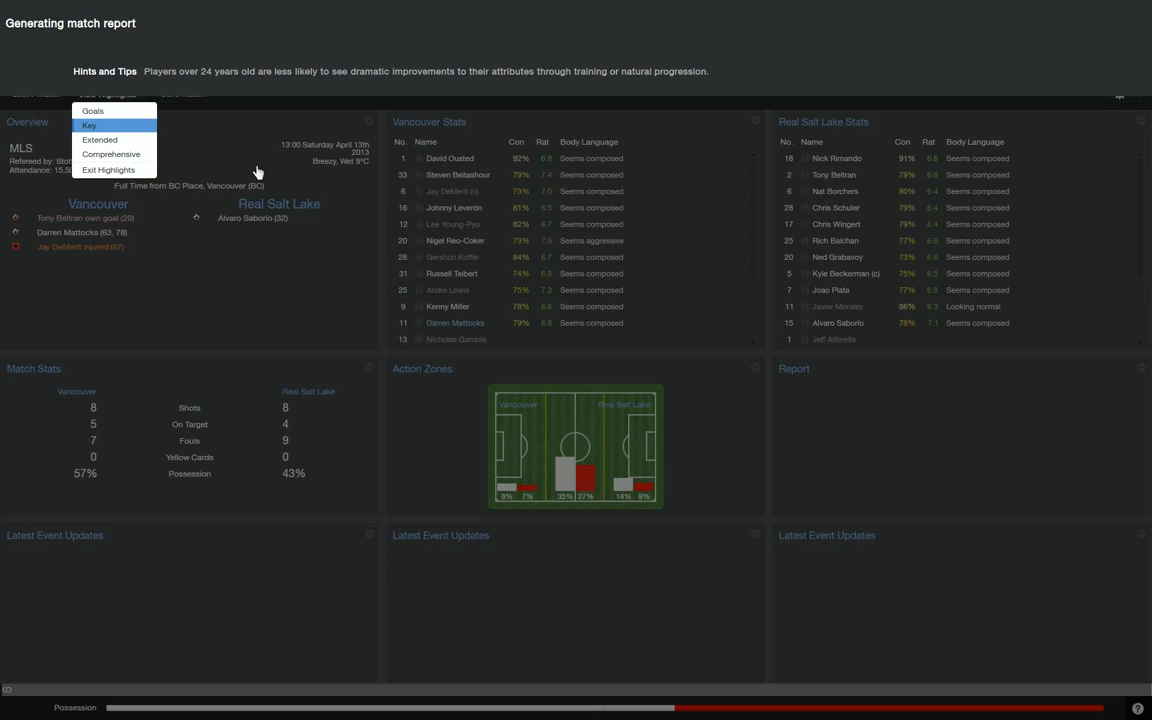 Generating match report
Hints and Tips Players over 24 years old are less likely to see dramatic improvements to their attributes through training or natural progression.
Goals
Key
Extended
Comprehensive
Exit Highlights
Overview
MLS
Refereed by:
Attendance:
13:00 Saturday April 13th
2013
Breezy, Wet 9°C
Full Time from BC Place, Vancouver (BC)
Vancouver Real Salt Lake
Tony Beltran own goal (20) Álvaro Saborío (32)
Darren Mattocks (63, 78)
Jay DeMerit injured (87)
Vancouver Stats
No. Name Con Rat Body Language
1 David Ousted 92% 6.8 Seems composed
33 Steven Beitashour 79% 7.4 Seems composed
6 Jay DeMerit (c) 73% 7.0 Seems composed
16 Johnny Leverón 81% 6.5 Seems composed
12 Lee Young-Pyo 82% 6.7 Seems composed
20 Nigel Reo-Coker 73% 7.9 Seems aggressive
28 Gershon Koffie 84% 6.7 Seems composed
31 Russell Teibert 74% 6.8 Seems composed
25 Andre Lewis 75% 7.3 Seems composed
9 Kenny Miller 78% 6.8 Seems composed
11 Darren Mattocks 79% 8.8 Seems composed
13 Nicholas Gambie
Real Salt Lake Stats
No. Name Con Rat Body Language
18 Nick Rimando 91% 6.6 Seems composed
2 Tony Beltran 79% 6.6 Seems composed
6 Nat Borchers 80% 6.4 Seems composed
28 Chris Schuler 79% 6.4 Seems composed
17 Chris Wingert 79% 6.4 Seems composed
25 Rich Balchan 77% 6.6 Seems composed
20 Ned Grabavoy 73% 6.6 Seems composed
5 Kyle Beckerman (c) 75% 6.5 Seems composed
7 Joao Plata 77% 6.8 Seems composed
11 Javier Morales 86% 6.3 Looking normal
15 Álvaro Saborío 78% 7.1 Seems composed
1 Jeff Attinella
Match Stats
Vancouver Real Salt Lake
8 Shots 8
5 On Target 4
7 Fouls 9
0 Yellow Cards 0
57% Possession 43%
Action Zones
Vancouver Real Salt Lake
8% 7% 35% 27% 14% 9%
Report
Latest Event Updates
Latest Event Updates
Latest Event Updates
KO
Possession
?